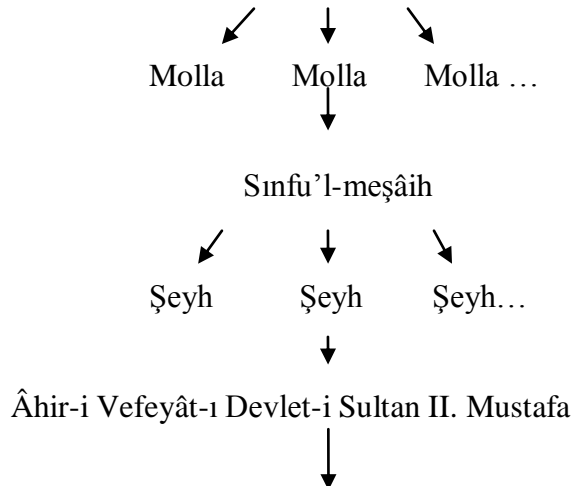 Molla Molla Molla …
Sınfu’l-meşâih
Şeyh Şeyh Şeyh…
Âhir-i Vefeyât-ı Devlet-i Sultan II. Mustafa